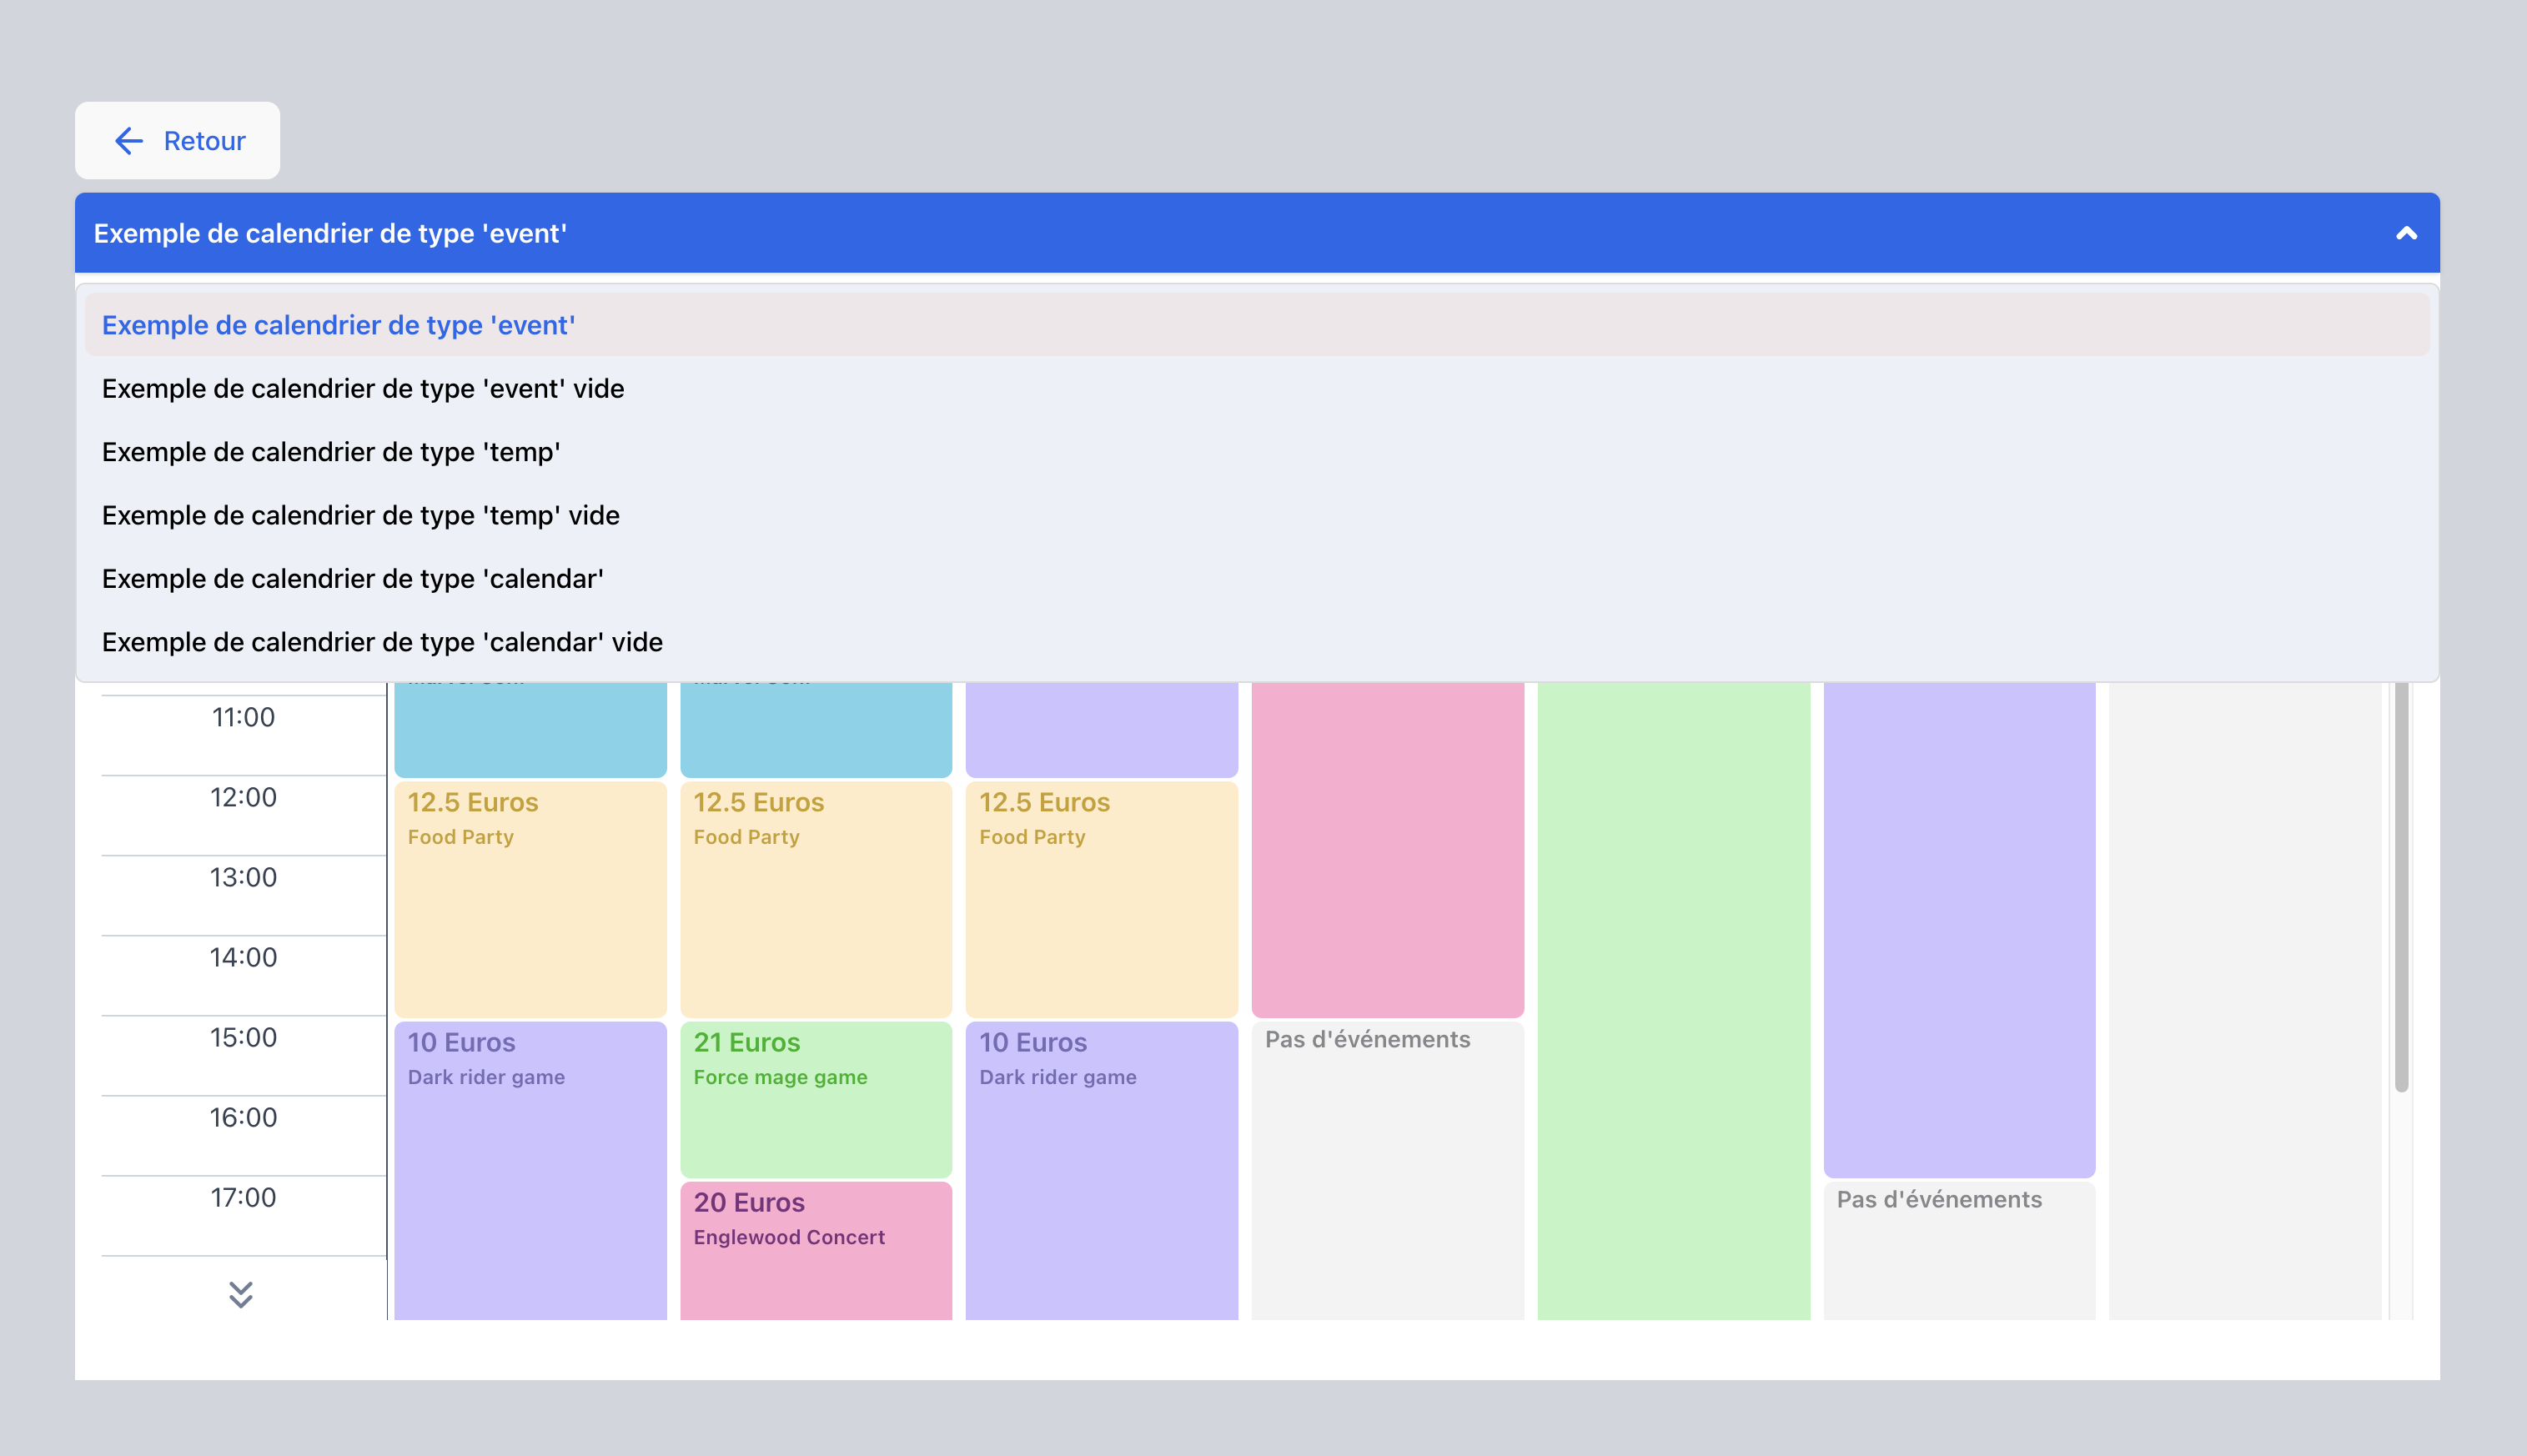 Retour
Exemple de calendrier de type 'event'
Exemple de calendrier de type 'event'
Exemple de calendrier de type 'event' vide
Exemple de calendrier de type 'temp'
Exemple de calendrier de type 'temp' vide
Exemple de calendrier de type 'calendar'
Exemple de calendrier de type 'calendar' vide
11:00
12:00
12.5 Euros
Food Party
12.5 Euros
Food Party
12.5 Euros
Food Party
13:00
14:00
15:00
10 Euros
Dark rider game
21 Euros
Force mage game
10 Euros
Dark rider game
Pas d'événements
16:00
17:00
20 Euros
Englewood Concert
Pas d'événements